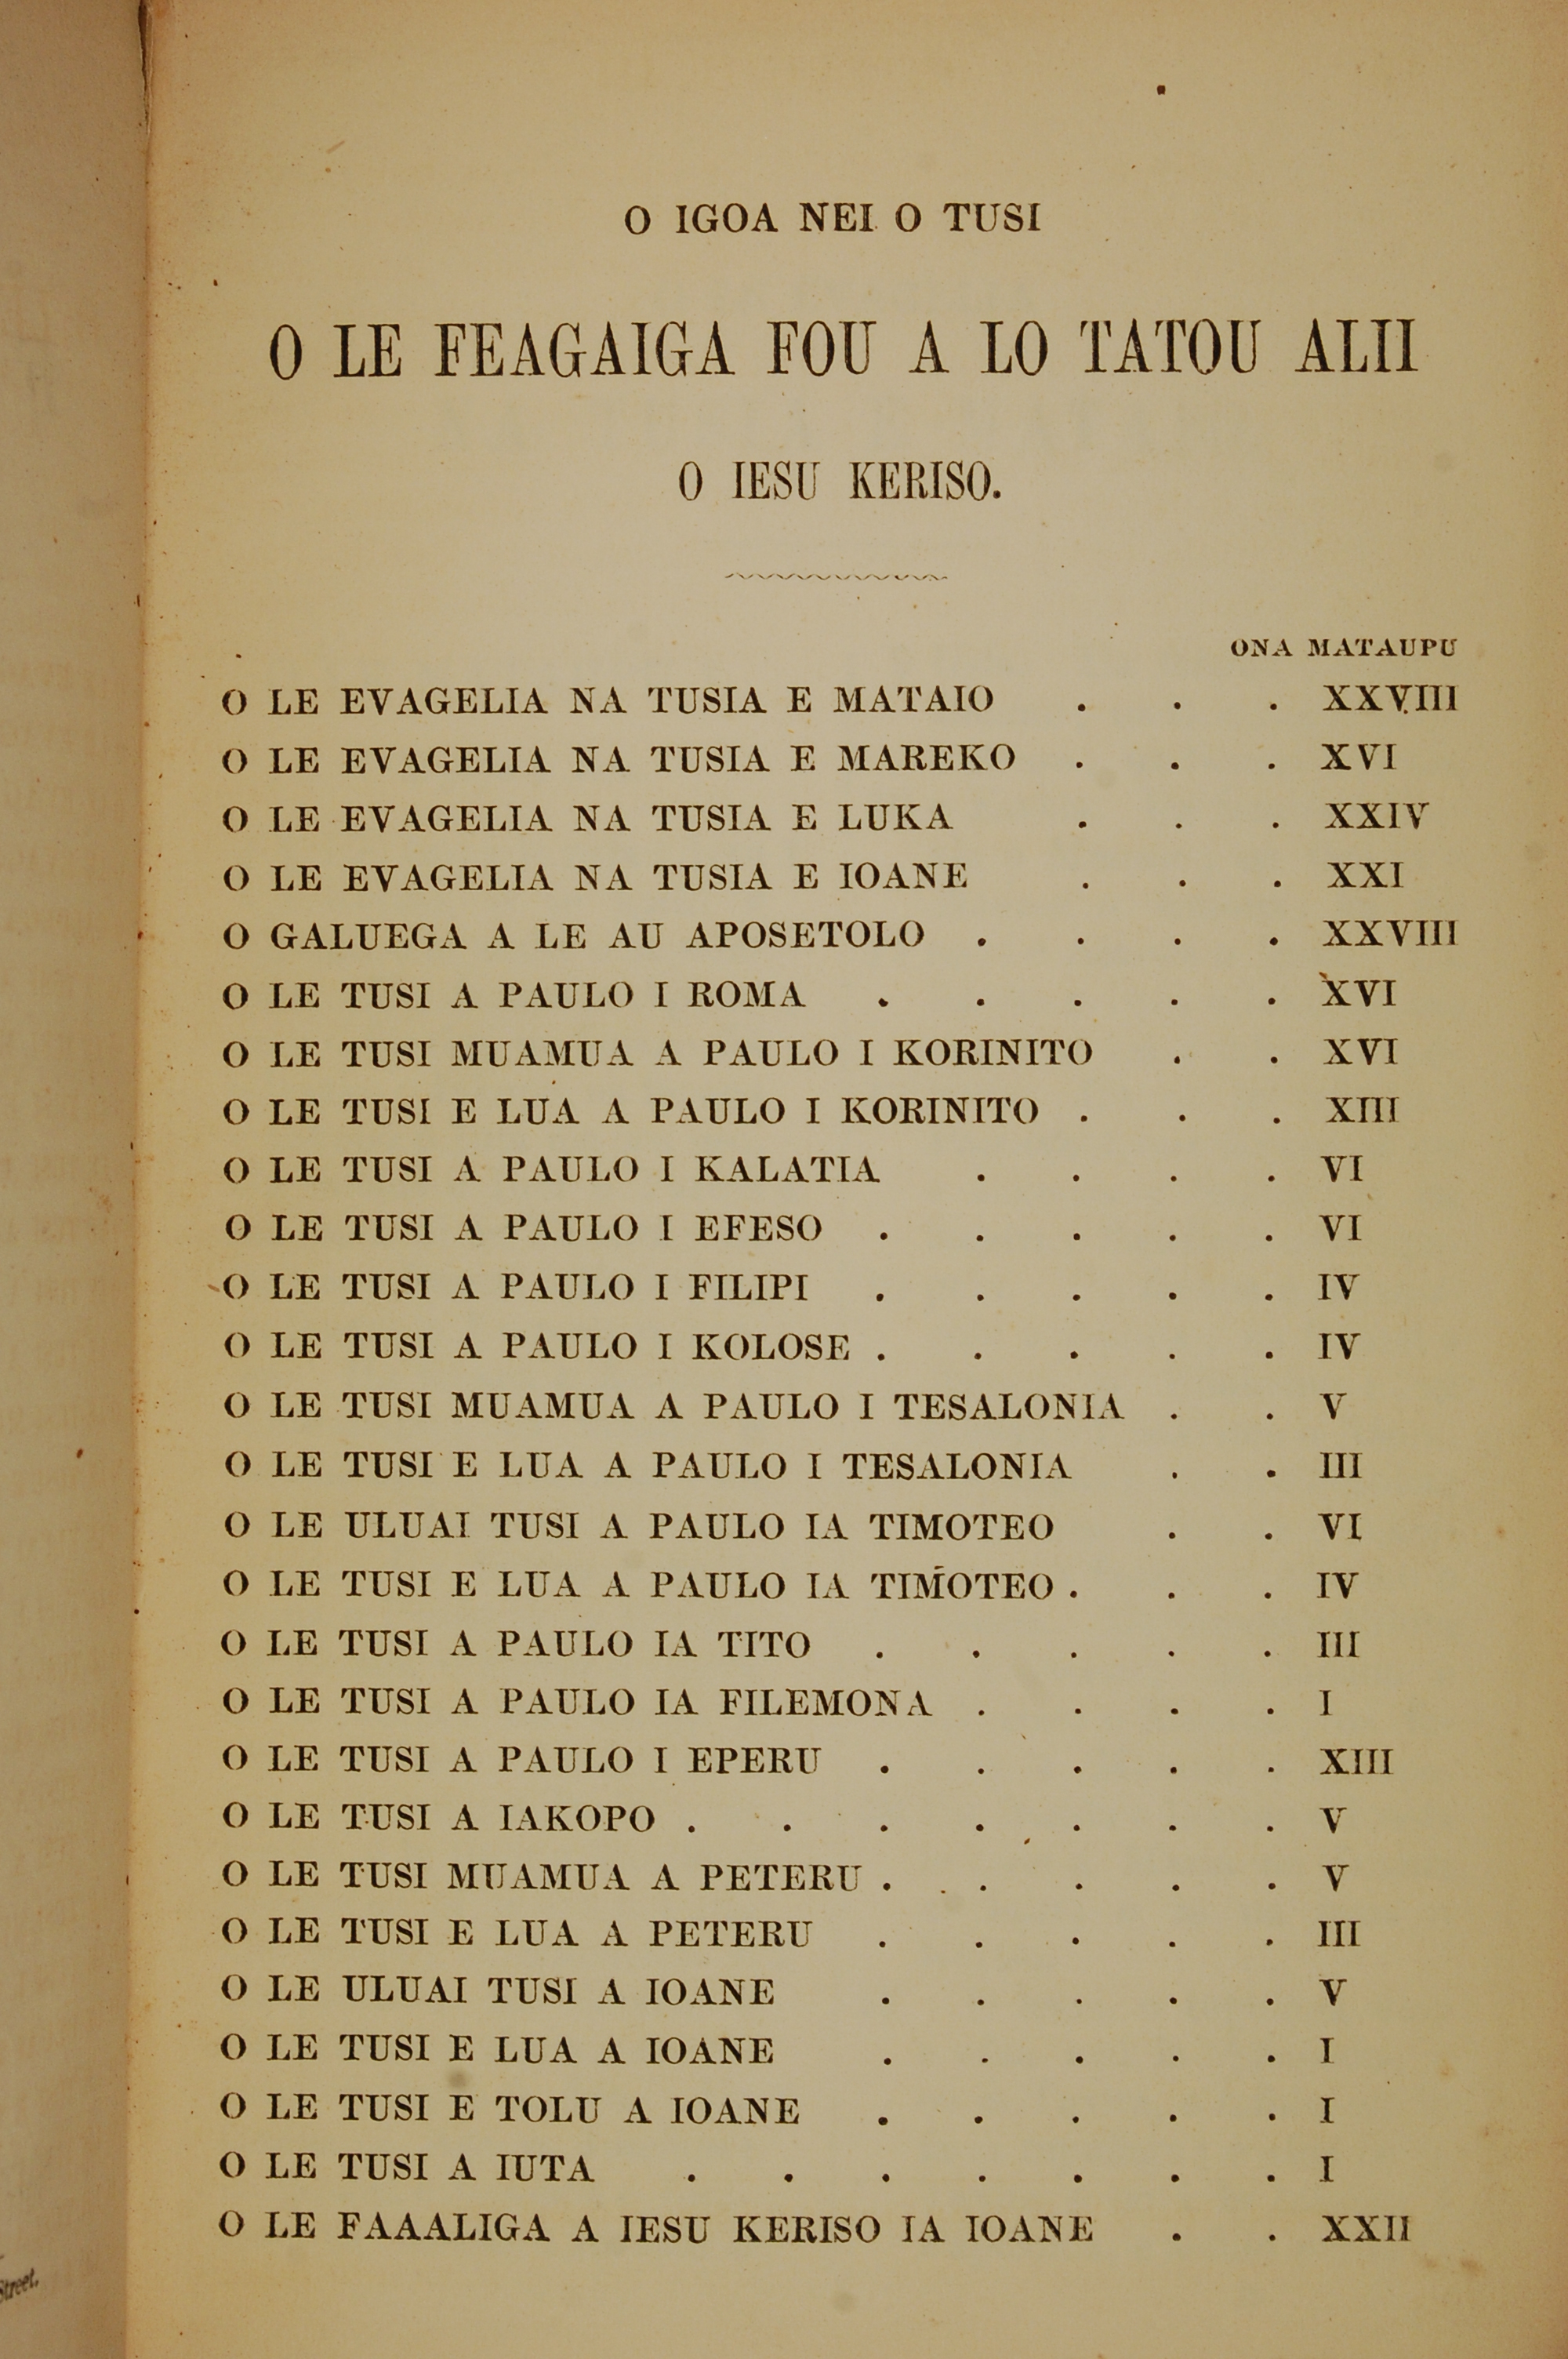 O IGOA NEI O TUSI
O LE FEAGAIGA FOU A LO TATOU ALII
O IESU KERISO.
ONA MATAUPU
O LE EVAGELIA NA TUSIA E MATAIO . . . XXVIII
O LE EVAGELIA NA TUSIA E MAREKO . . . XVI
O LE EVAGELIA NA TUSIA E LUKA . . . XXIV
O LE EVAGELIA NA TUSIA E IOANE . . . XXI
O GALUEGA A LE AU APOSETOLO . . . . XXVIII
O LE TUSI A PAULO I ROMA . . . . . XVI
O LE TUSI MUAMUA A PAULO I KORINITO . . XVI
O LE TUSI E LUA A PAULO I KORINITO . . . XIII
O LE TUSI A PAULO I KALATIA . . . . VI
O LE TUSI A PAULO I EFESO . . . . . VI
O LE TUSI A PAULO I FILIPI . . . . . IV
O LE TUSI A PAULO I KOLOSE . . . . . IV
O LE TUSI MUAMUA A PAULO I TESALONIA . . V
O LE TUSI E LUA A PAULO I TESALONIA . . III
O LE ULUAI TUSI A PAULO IA TIMOTEO . . VI
O LE TUSI E LUA A PAULO IA TIMOTEO . . . IV
O LE TUSI A PAULO IA TITO . . . . . III
O LE TUSI A PAULO IA FILEMONA . . . . I
O LE TUSI A PAULO I EPERU . . . . . XIII
O LE TUSI A IAKOPO . . . . . . . V
O LE TUSI MUAMUA A PETERU . . . . . V
O LE TUSI E LUA A PETERU . . . . . III
O LE ULUAI TUSI A IOANE . . . . . V
O LE TUSI E LUA A IOANE . . . . . I
O LE TUSI E TOLU A IOANE . . . . . I
O LE TUSI A IUTA . . . . . . . I
O LE FAAALIGA A IESU KERISO IA IOANE . . XXII
Street.